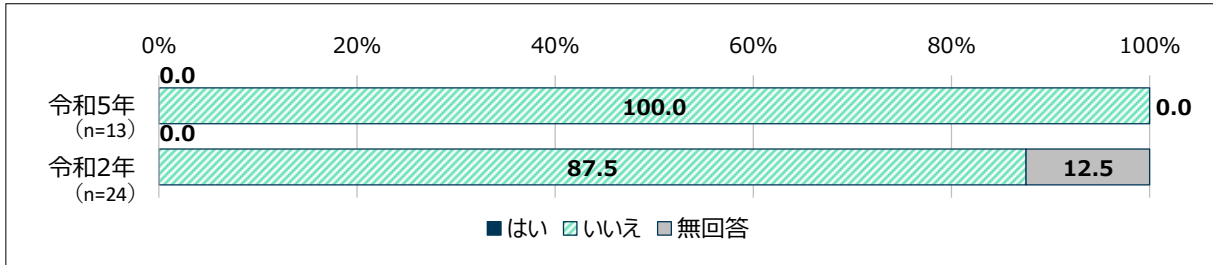 0% 20% 40% 60% 80% 100%
0.0
令和5年 100.0 0.0
（n=13）
0.0
令和2年 87.5 12.5
（n=24）
はい いいえ 無回答